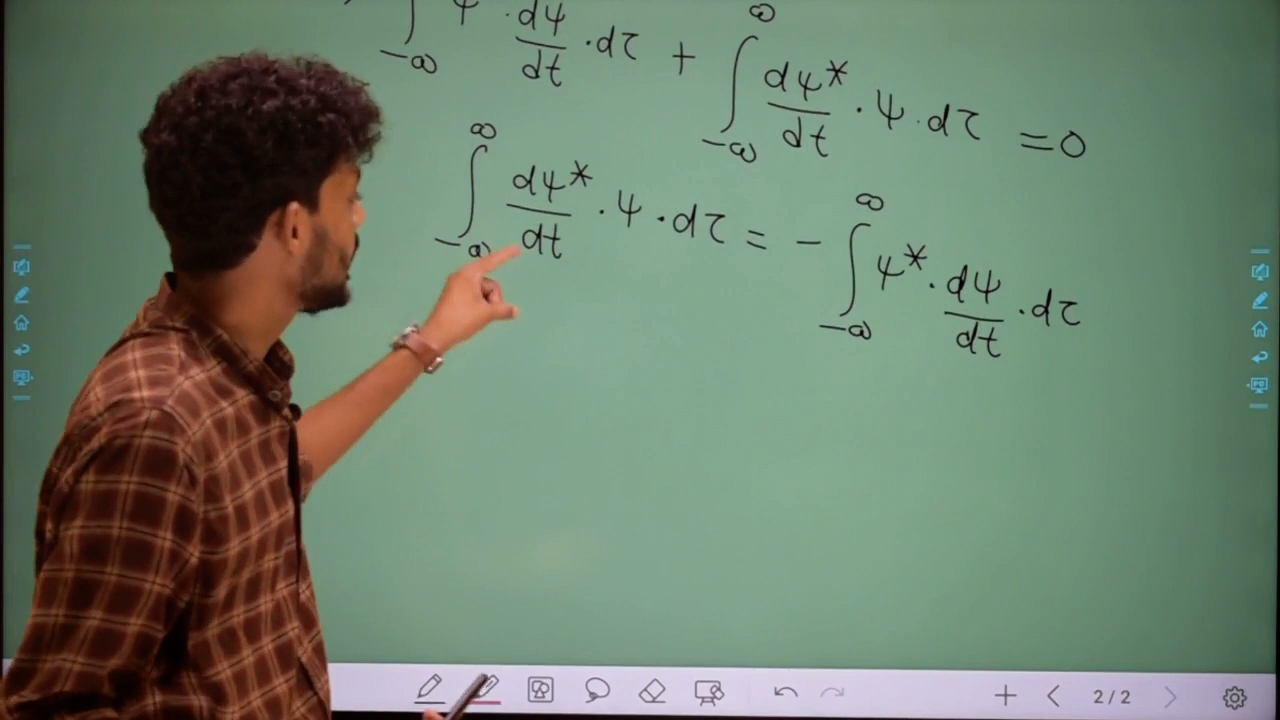 ∫_{-∞} ψ · dψ/dt · dτ + ∫_{-∞}^{∞} dψ*/dt · ψ · dτ = 0
∫_{-∞}^{∞} dψ*/dt · ψ · dτ = - ∫_{-∞}^{∞} ψ* · dψ/dt · dτ
2/2